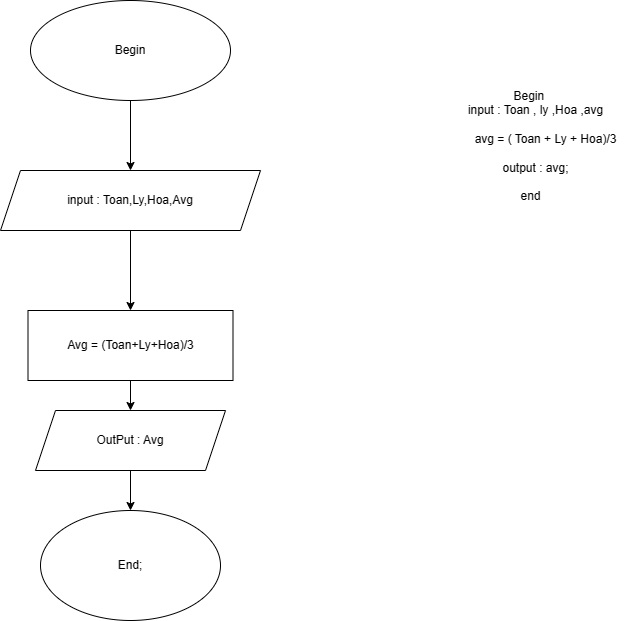 Begin
input : Toan,Ly,Hoa,Avg
Avg = (Toan+Ly+Hoa)/3
OutPut : Avg
End;
Begin
input : Toan , ly ,Hoa ,avg
avg = ( Toan + Ly + Hoa)/3
output : avg;
end